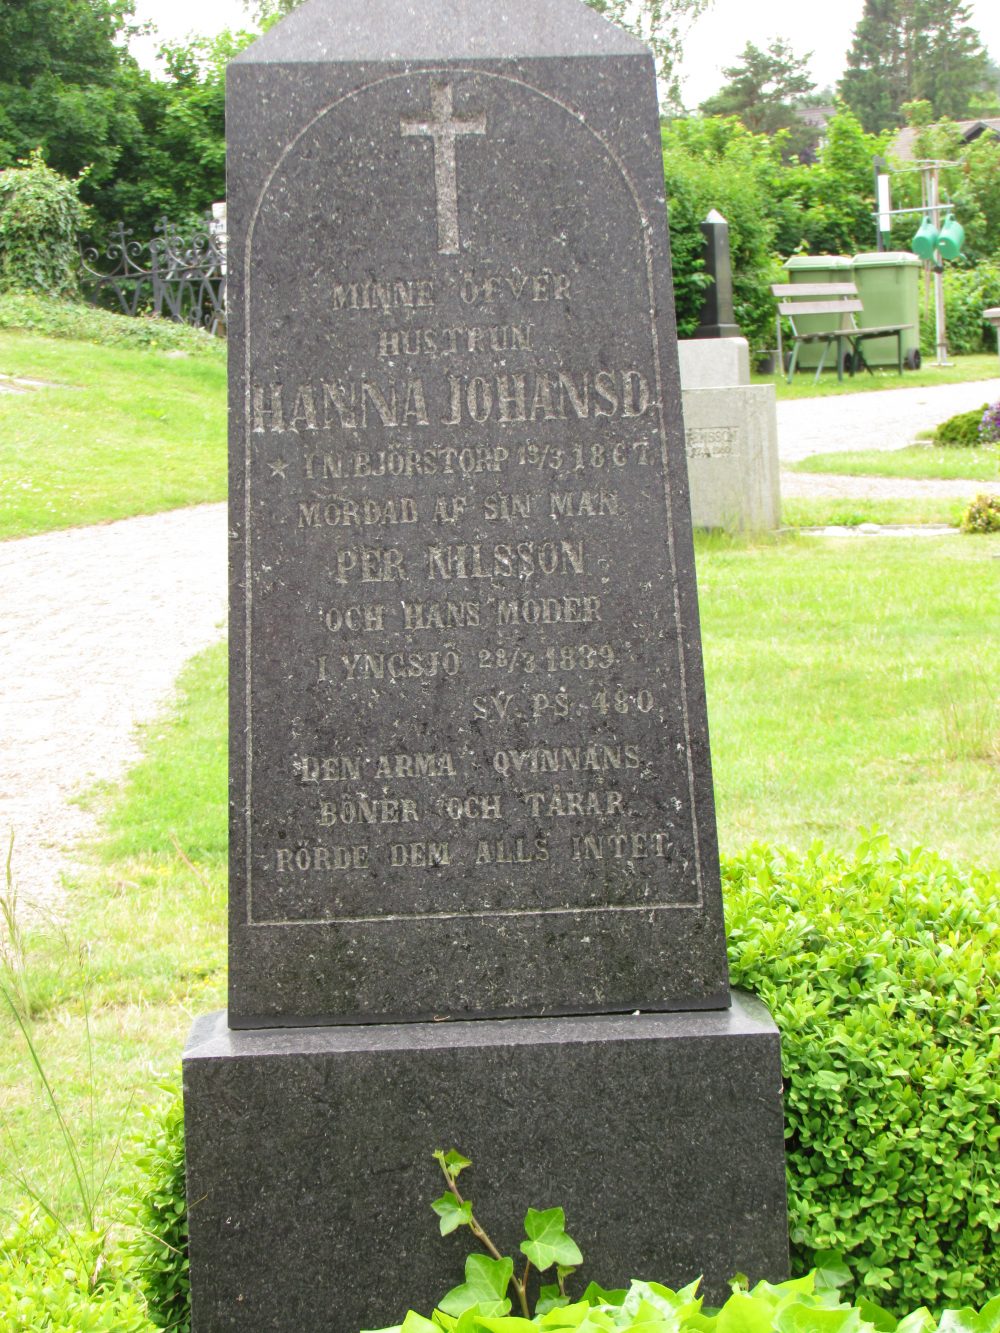 MINNE ÖFVER
HUSTRUN
HANNA JOHANSD.
* I N. BJÖRSTORP 19/5 1867.
MÖRDAD AF SIN MAN
PER NILSSON
OCH HANS MODER
I YNGSJÖ 28/3 1889.
SV. PS. 480.
DEN ARMA QVINNANS
BÖNER OCH TÅRAR
RÖRDE DEM ALLS INTET.